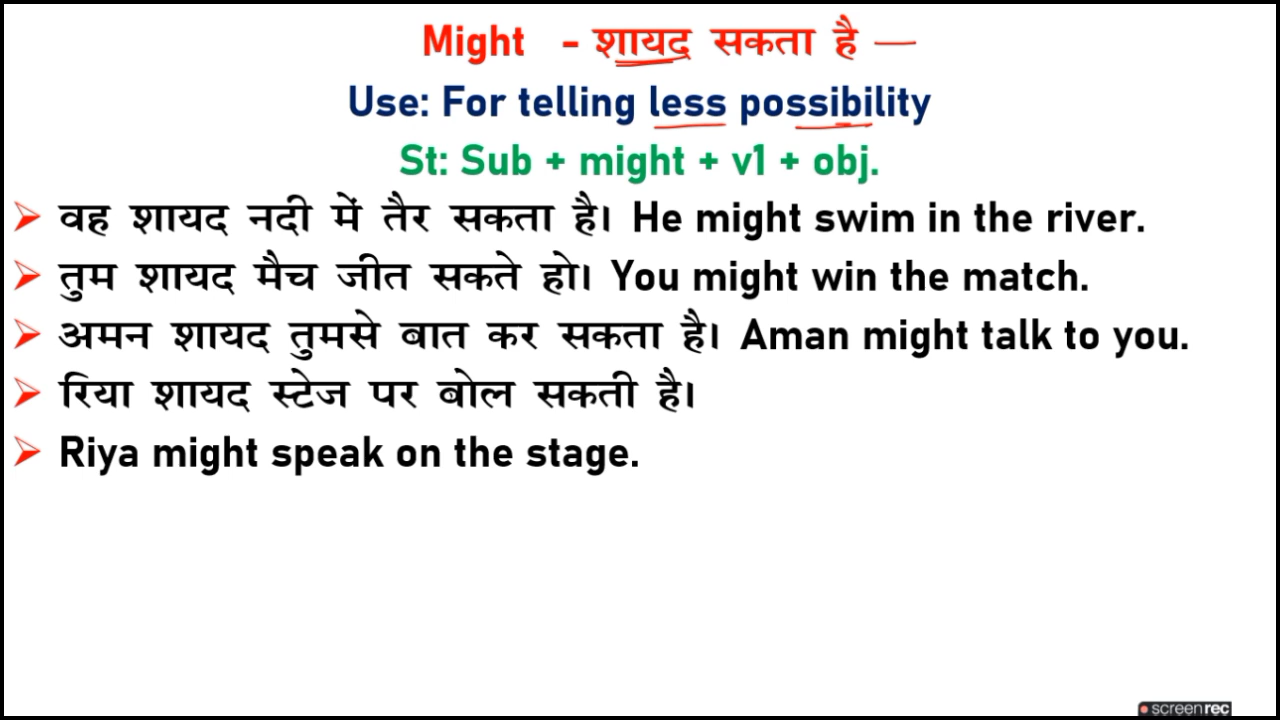 Might - शायद सकता है —
Use: For telling less possibility
St: Sub + might + v1 + obj.
➢ वह शायद नदी में तैर सकता है। He might swim in the river.
➢ तुम शायद मैच जीत सकते हो। You might win the match.
➢ अमन शायद तुमसे बात कर सकता है। Aman might talk to you.
➢ रिया शायद स्टेज पर बोल सकती है।
➢ Riya might speak on the stage.
screenrec